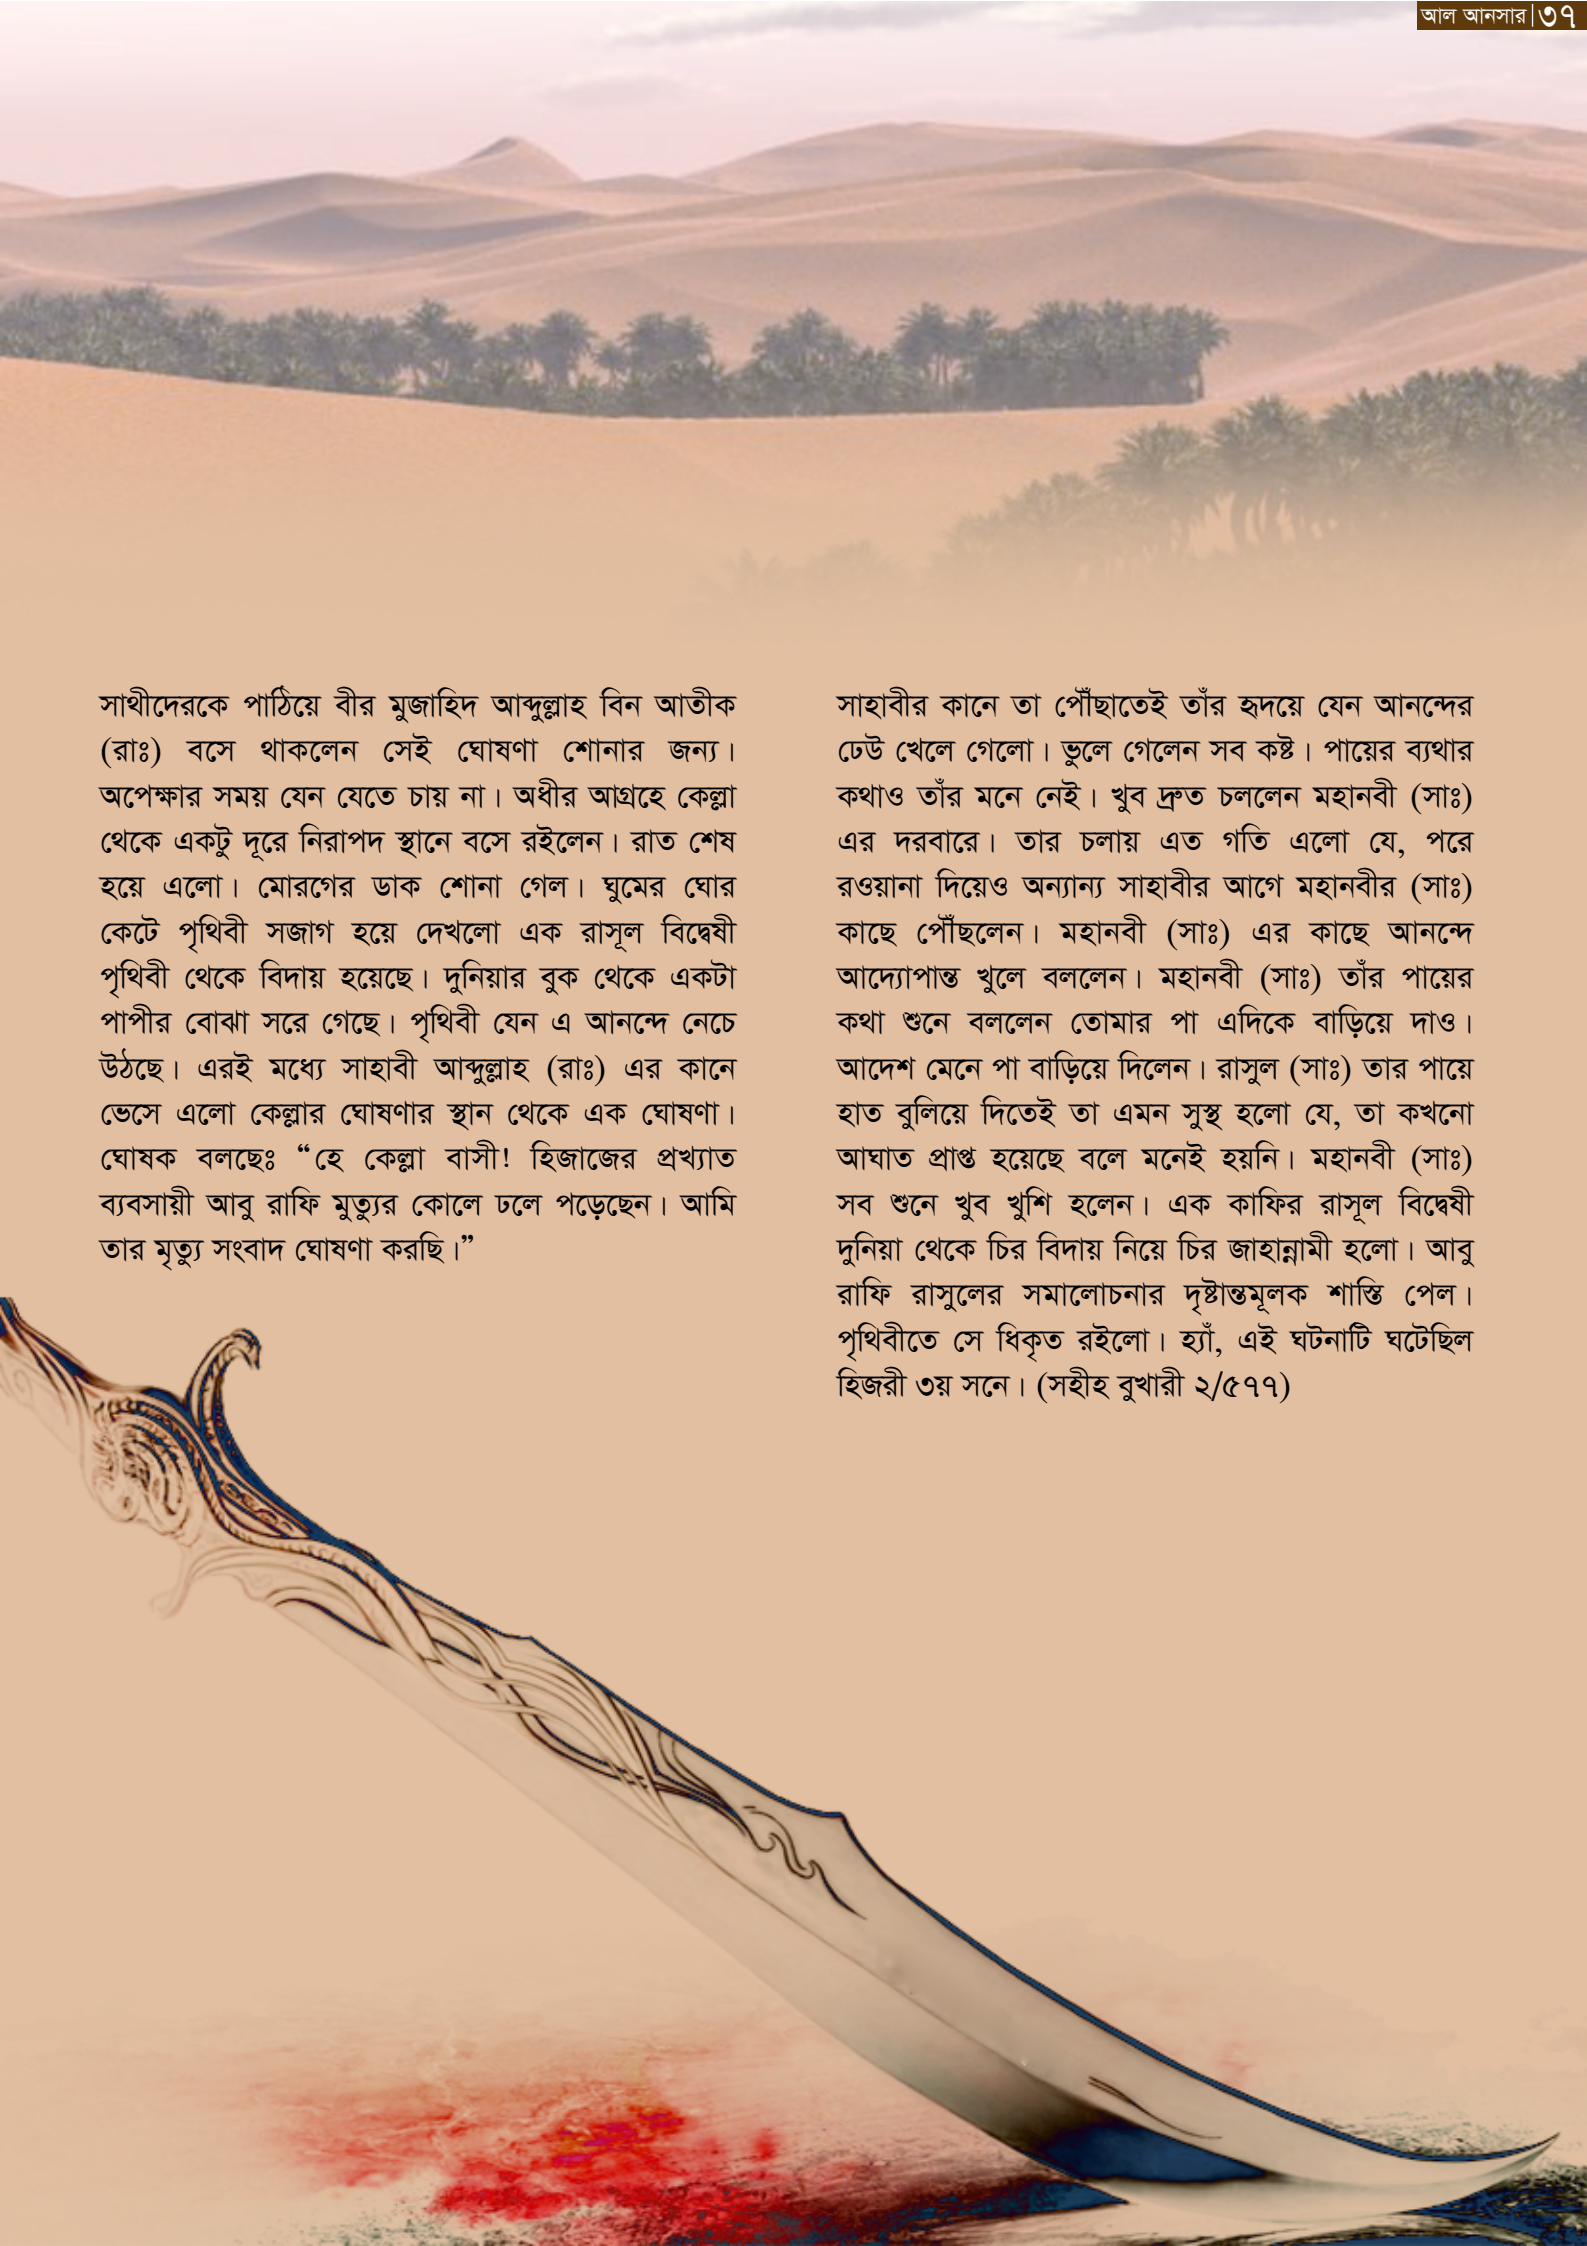 আল আনসার|৩৭
সাথীদেরকে পাঠিয়ে বীর মুজাহিদ আব্দুল্লাহ বিন আতীক
(রাঃ) বসে থাকলেন সেই ঘোষণা শোনার জন্য।
অপেক্ষার সময় যেন যেতে চায় না। অধীর আগ্রহে কেল্লা
থেকে একটু দূরে নিরাপদ স্থানে বসে রইলেন। রাত শেষ
হয়ে এলো। মোরগের ডাক শোনা গেল। ঘুমের ঘোর
কেটে পৃথিবী সজাগ হয়ে দেখলো এক রাসূল বিদ্বেষী
পৃথিবী থেকে বিদায় হয়েছে। দুনিয়ার বুক থেকে একটা
পাপীর বোঝা সরে গেছে। পৃথিবী যেন এ আনন্দে নেচে
উঠছে। এরই মধ্যে সাহাবী আব্দুল্লাহ (রাঃ) এর কানে
ভেসে এলো কেল্লার ঘোষণার স্থান থেকে এক ঘোষণা।
ঘোষক বলছেঃ “হে কেল্লা বাসী! হিজাজের প্রখ্যাত
ব্যবসায়ী আবু রাফি মুত্যুর কোলে ঢলে পড়েছেন। আমি
তার মৃত্যু সংবাদ ঘোষণা করছি।”
সাহাবীর কানে তা পৌঁছাতেই তাঁর হৃদয়ে যেন আনন্দের
ঢেউ খেলে গেলো। ভুলে গেলেন সব কষ্ট। পায়ের ব্যথার
কথাও তাঁর মনে নেই। খুব দ্রুত চললেন মহানবী (সাঃ)
এর দরবারে। তার চলায় এত গতি এলো যে, পরে
রওয়ানা দিয়েও অন্যান্য সাহাবীর আগে মহানবীর (সাঃ)
কাছে পৌঁছলেন। মহানবী (সাঃ) এর কাছে আনন্দে
আদ্যোপান্ত খুলে বললেন। মহানবী (সাঃ) তাঁর পায়ের
কথা শুনে বললেন তোমার পা এদিকে বাড়িয়ে দাও।
আদেশ মেনে পা বাড়িয়ে দিলেন। রাসুল (সাঃ) তার পায়ে
হাত বুলিয়ে দিতেই তা এমন সুস্থ হলো যে, তা কখনো
আঘাত প্রাপ্ত হয়েছে বলে মনেই হয়নি। মহানবী (সাঃ)
সব শুনে খুব খুশি হলেন। এক কাফির রাসূল বিদ্বেষী
দুনিয়া থেকে চির বিদায় নিয়ে চির জাহান্নামী হলো। আবু
রাফি রাসুলের সমালোচনার দৃষ্টান্তমূলক শাস্তি পেল।
পৃথিবীতে সে ধিকৃত রইলো। হ্যাঁ, এই ঘটনাটি ঘটেছিল
হিজরী ৩য় সনে। (সহীহ বুখারী ২/৫৭৭)